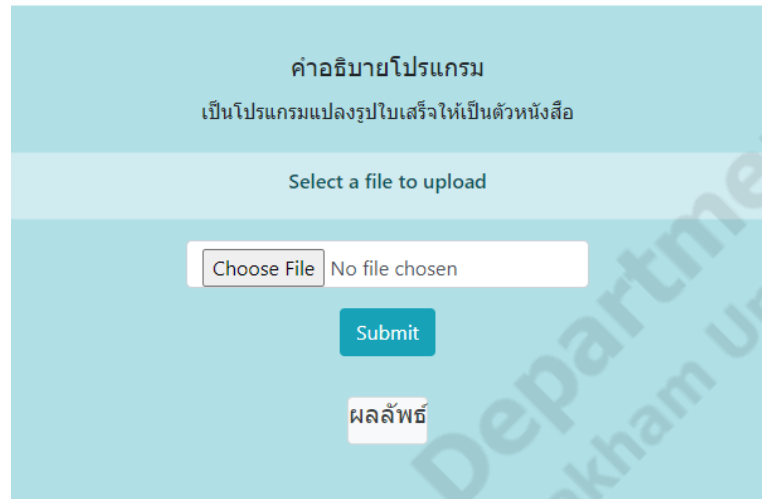 คำอธิบายโปรแกรม
เป็นโปรแกรมแปลงรูปใบเสร็จให้เป็นตัวหนังสือ
Select a file to upload
Choose File No file chosen
Submit
ผลลัพธ์